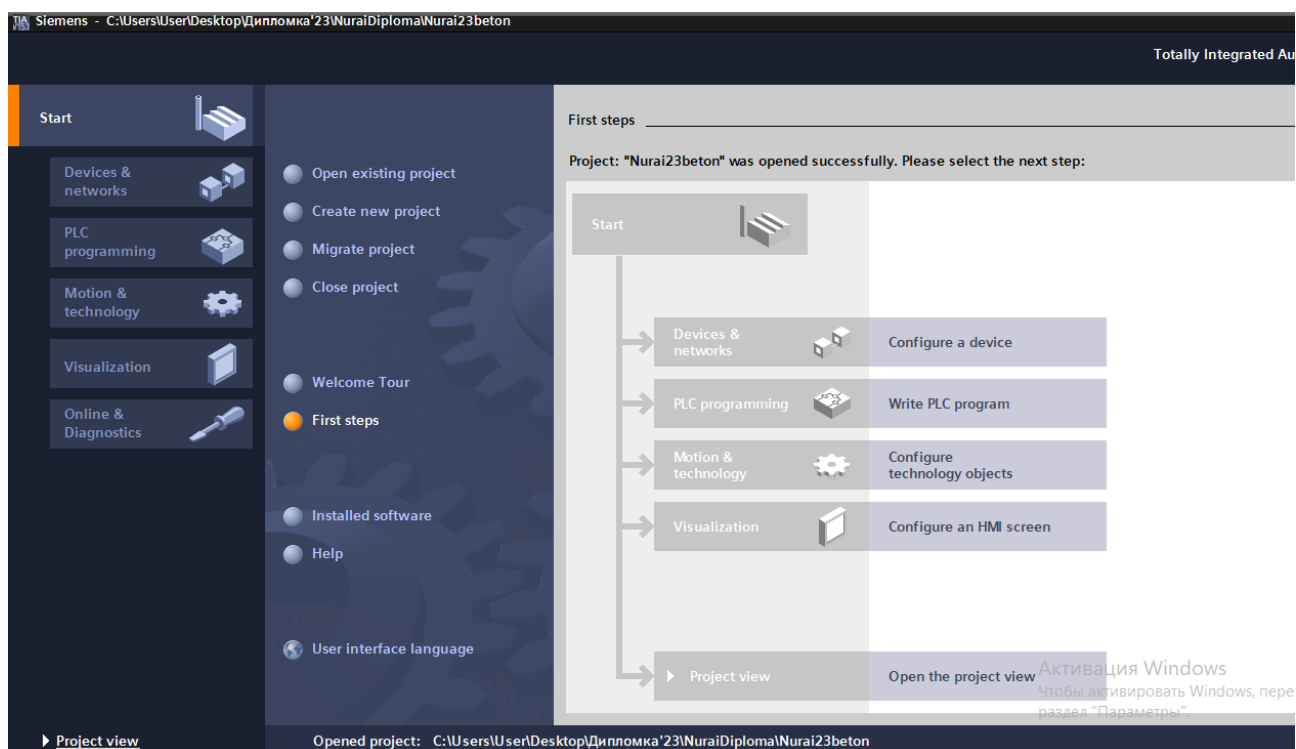 Siemens - C:\Users\User\Desktop\Дипломка'23\NuraiDiploma\Nurai23beton
Totally Integrated Au
Start
Devices &
networks
PLC
programming
Motion &
technology
Visualization
Online &
Diagnostics
Open existing project
Create new project
Migrate project
Close project
Welcome Tour
First steps
Installed software
Help
User interface language
First steps
Project: "Nurai23beton" was opened successfully. Please select the next step:
Start
Devices &
networks
Configure a device
PLC programming
Write PLC program
Motion &
technology
Configure
technology objects
Visualization
Configure an HMI screen
Project view
Open the project view
Активация Windows
Чтобы активировать Windows, пере
раздел "Параметры".
Project view
Opened project: C:\Users\User\Desktop\Дипломка'23\NuraiDiploma\Nurai23beton